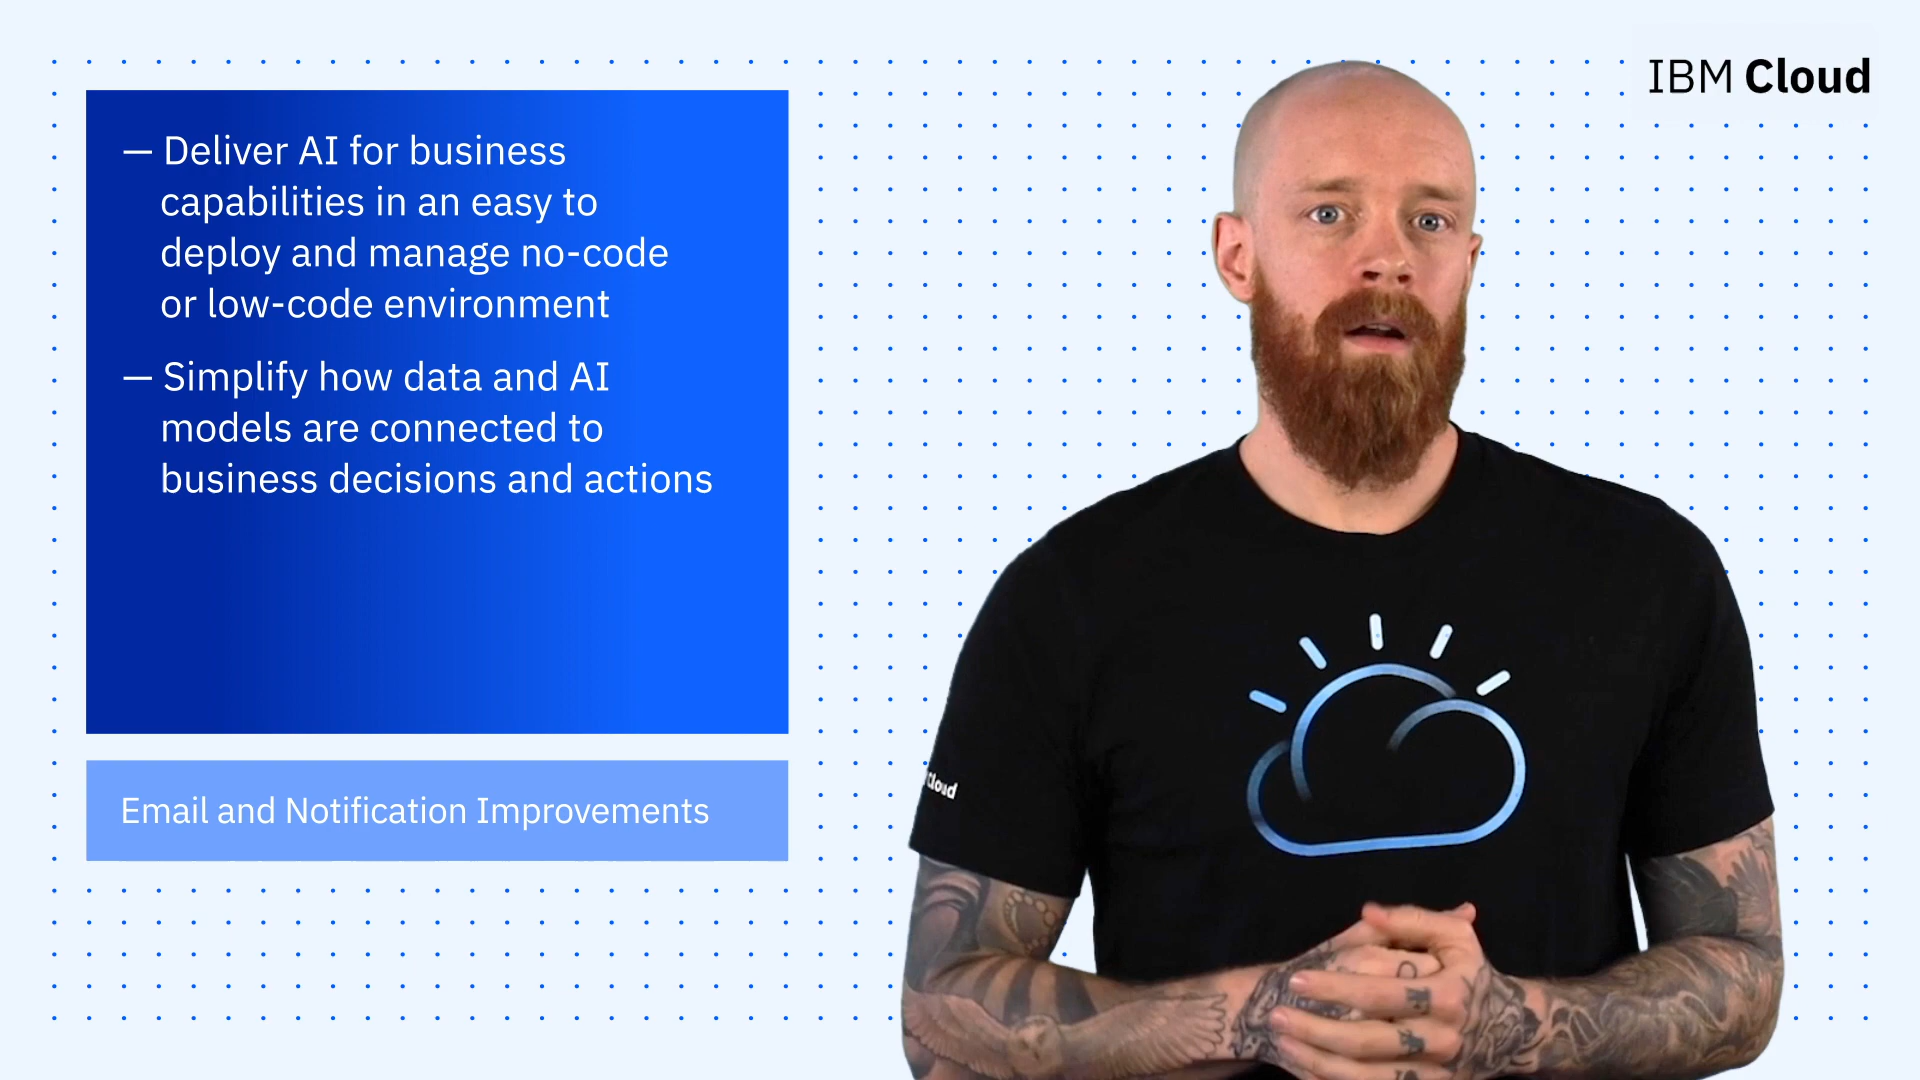 IBM Cloud
— Deliver AI for business
capabilities in an easy to
deploy and manage no-code
or low-code environment
— Simplify how data and AI
models are connected to
business decisions and actions
Cloud
Email and Notification Improvements